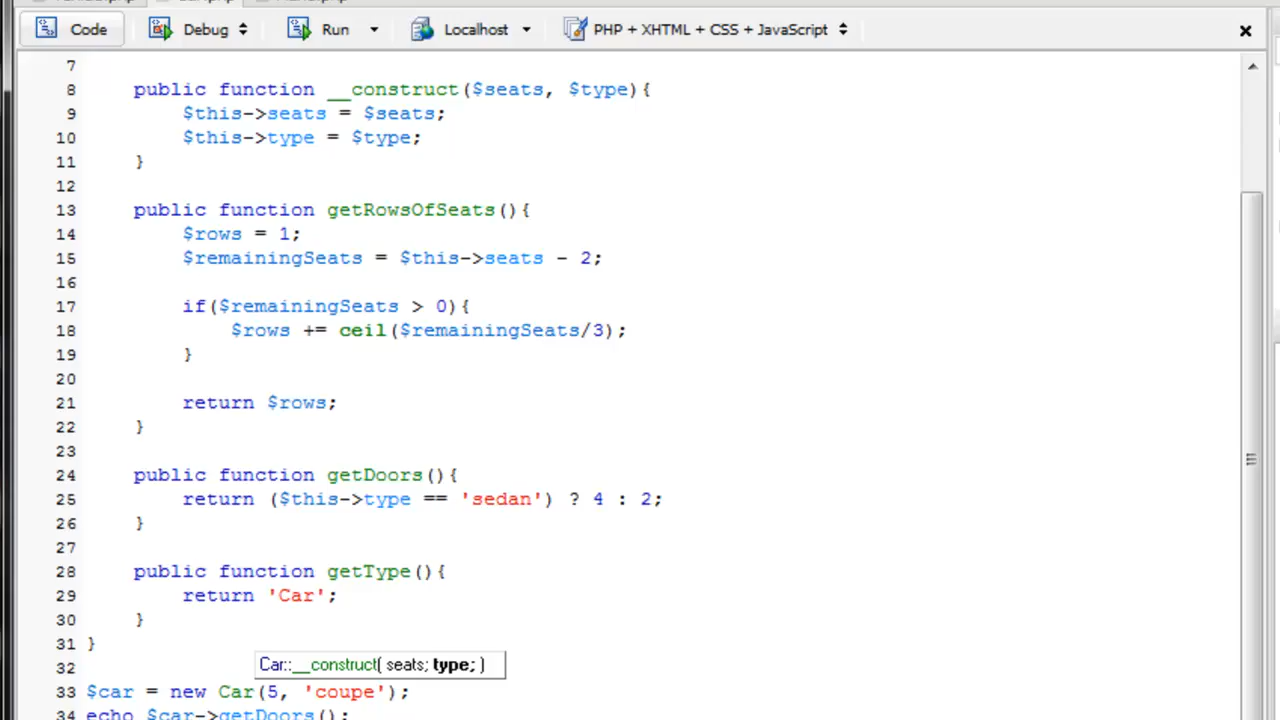 Code Debug Run Localhost PHP + XHTML + CSS + JavaScript
7
8 public function __construct($seats, $type){
9 $this->seats = $seats;
10 $this->type = $type;
11 }
12
13 public function getRowsOfSeats(){
14 $rows = 1;
15 $remainingSeats = $this->seats - 2;
16
17 if($remainingSeats > 0){
18 $rows += ceil($remainingSeats/3);
19 }
20
21 return $rows;
22 }
23
24 public function getDoors(){
25 return ($this->type == 'sedan') ? 4 : 2;
26 }
27
28 public function getType(){
29 return 'Car';
30 }
31 }
Car::__construct( seats; type; )
32
33 $car = new Car(5, 'coupe');
34 echo $car->getDoors();